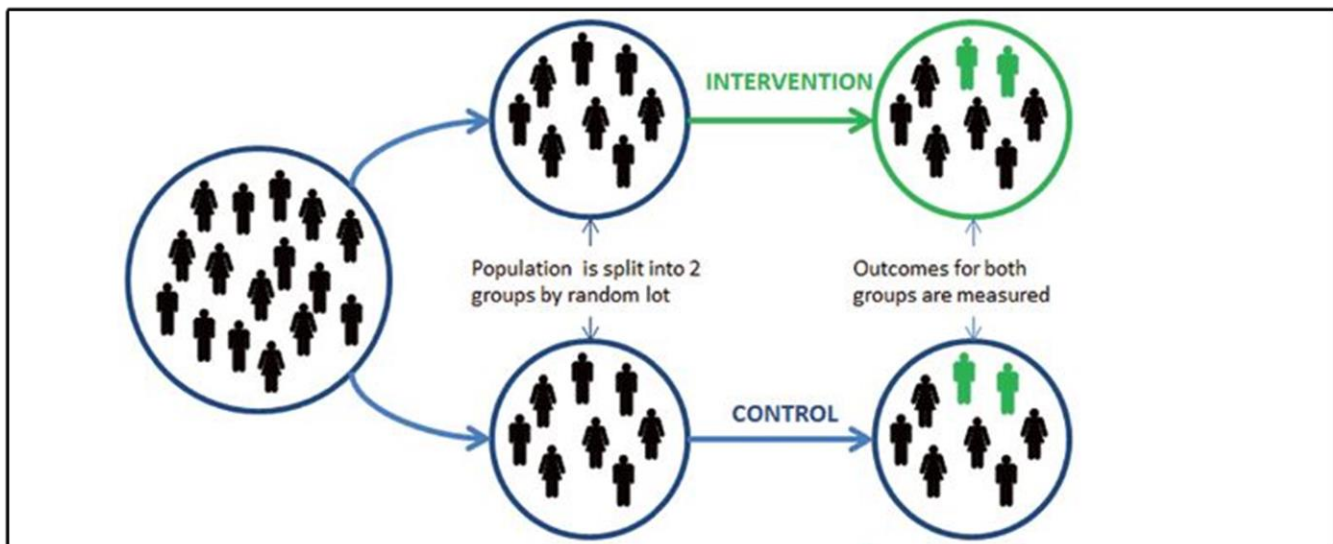 INTERVENTION
Population is split into 2
groups by random lot
Outcomes for both
groups are measured
CONTROL